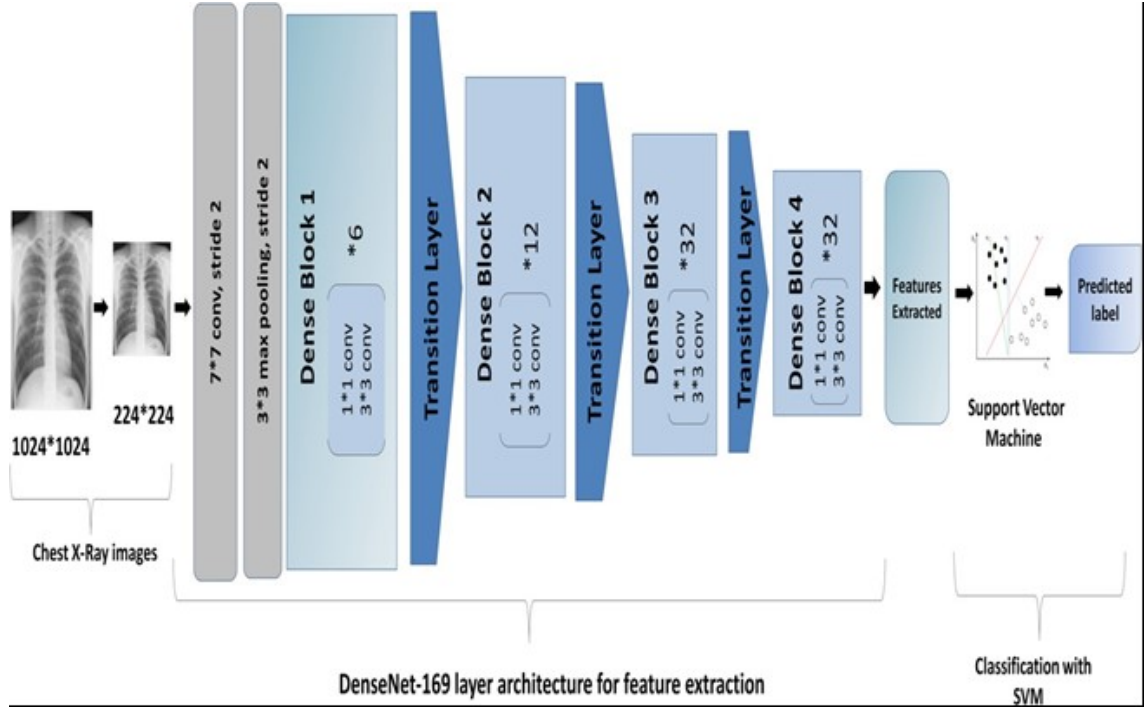 1024*1024
224*224
Chest X-Ray images
7*7 conv, stride 2
3*3 max pooling, stride 2
Dense Block 1
1*1 conv
3*3 conv
*6
Transition Layer
Dense Block 2
1*1 conv
3*3 conv
*12
Transition Layer
Dense Block 3
1*1 conv
3*3 conv
*32
Transition Layer
Dense Block 4
1*1 conv
3*3 conv
*32
Features
Extracted
Support Vector
Machine
Predicted
label
DenseNet-169 layer architecture for feature extraction
Classification with
SVM